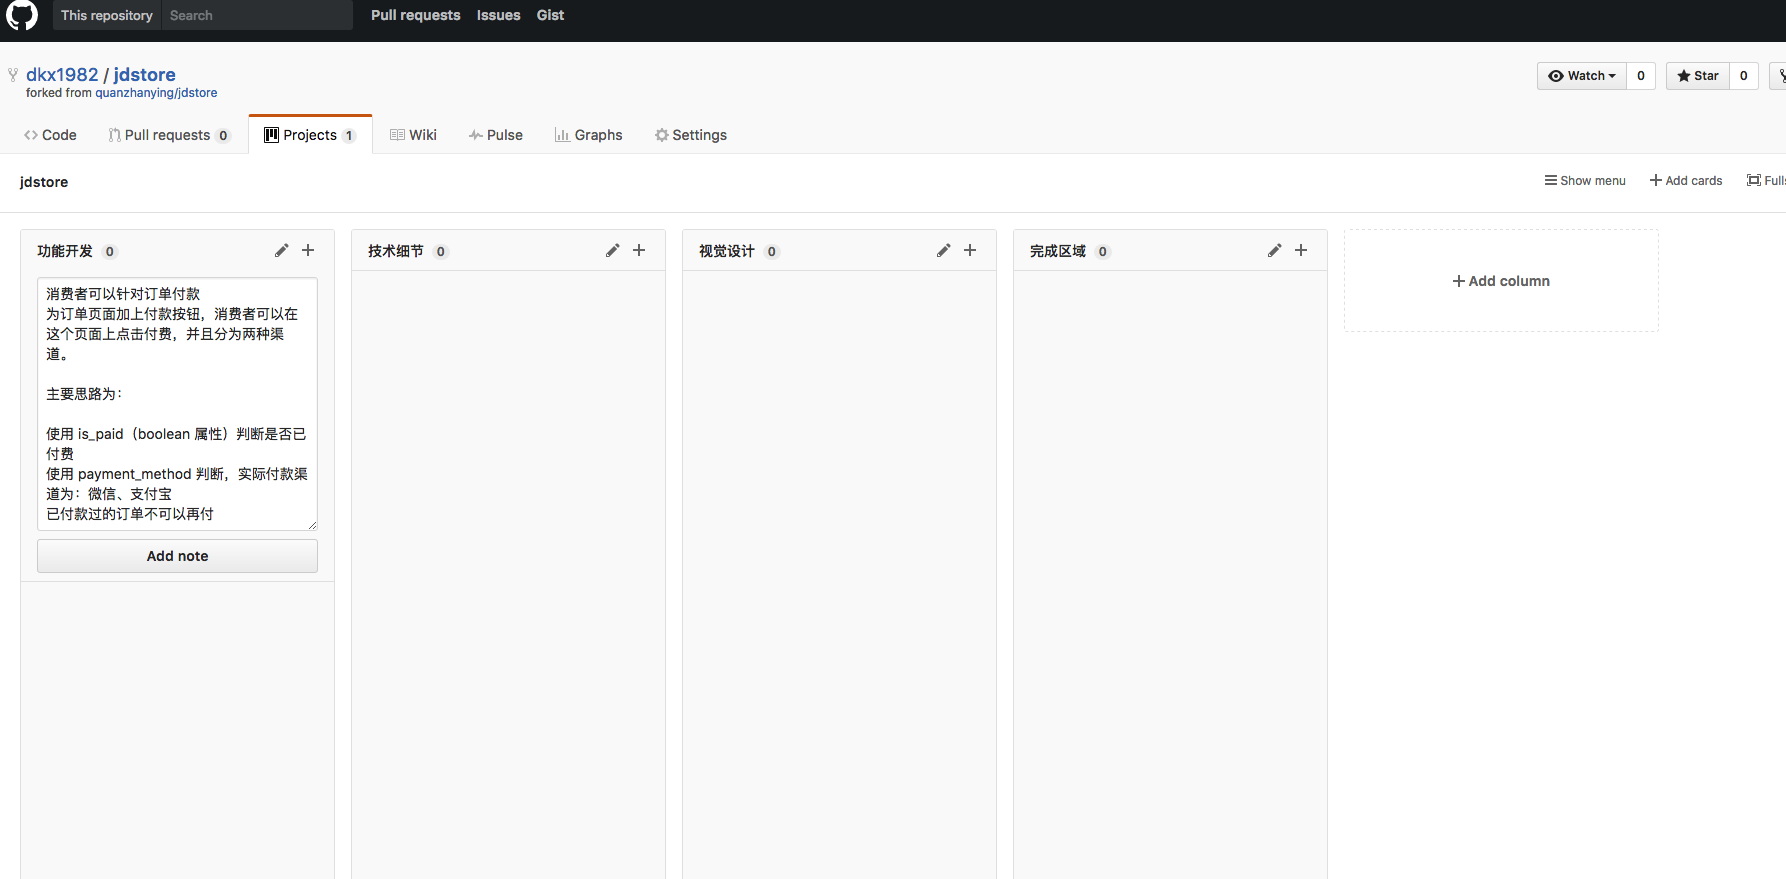 This repository Search Pull requests Issues Gist
dkx1982 / jdstore
Watch 0 Star 0
forked from quanzhanying/jdstore
Code Pull requests 0 Projects 1 Wiki Pulse Graphs Settings
jdstore Show menu Add cards
功能开发 0
技术细节 0
视觉设计 0
完成区域 0
Add column
消费者可以针对订单付款
为订单页面加上付款按钮，消费者可以在
这个页面上点击付费，并且分为两种渠
道。
主要思路为：
使用 is_paid（boolean 属性）判断是否已
付费
使用 payment_method 判断，实际付款渠
道为：微信、支付宝
已付款过的订单不可以再付
Add note